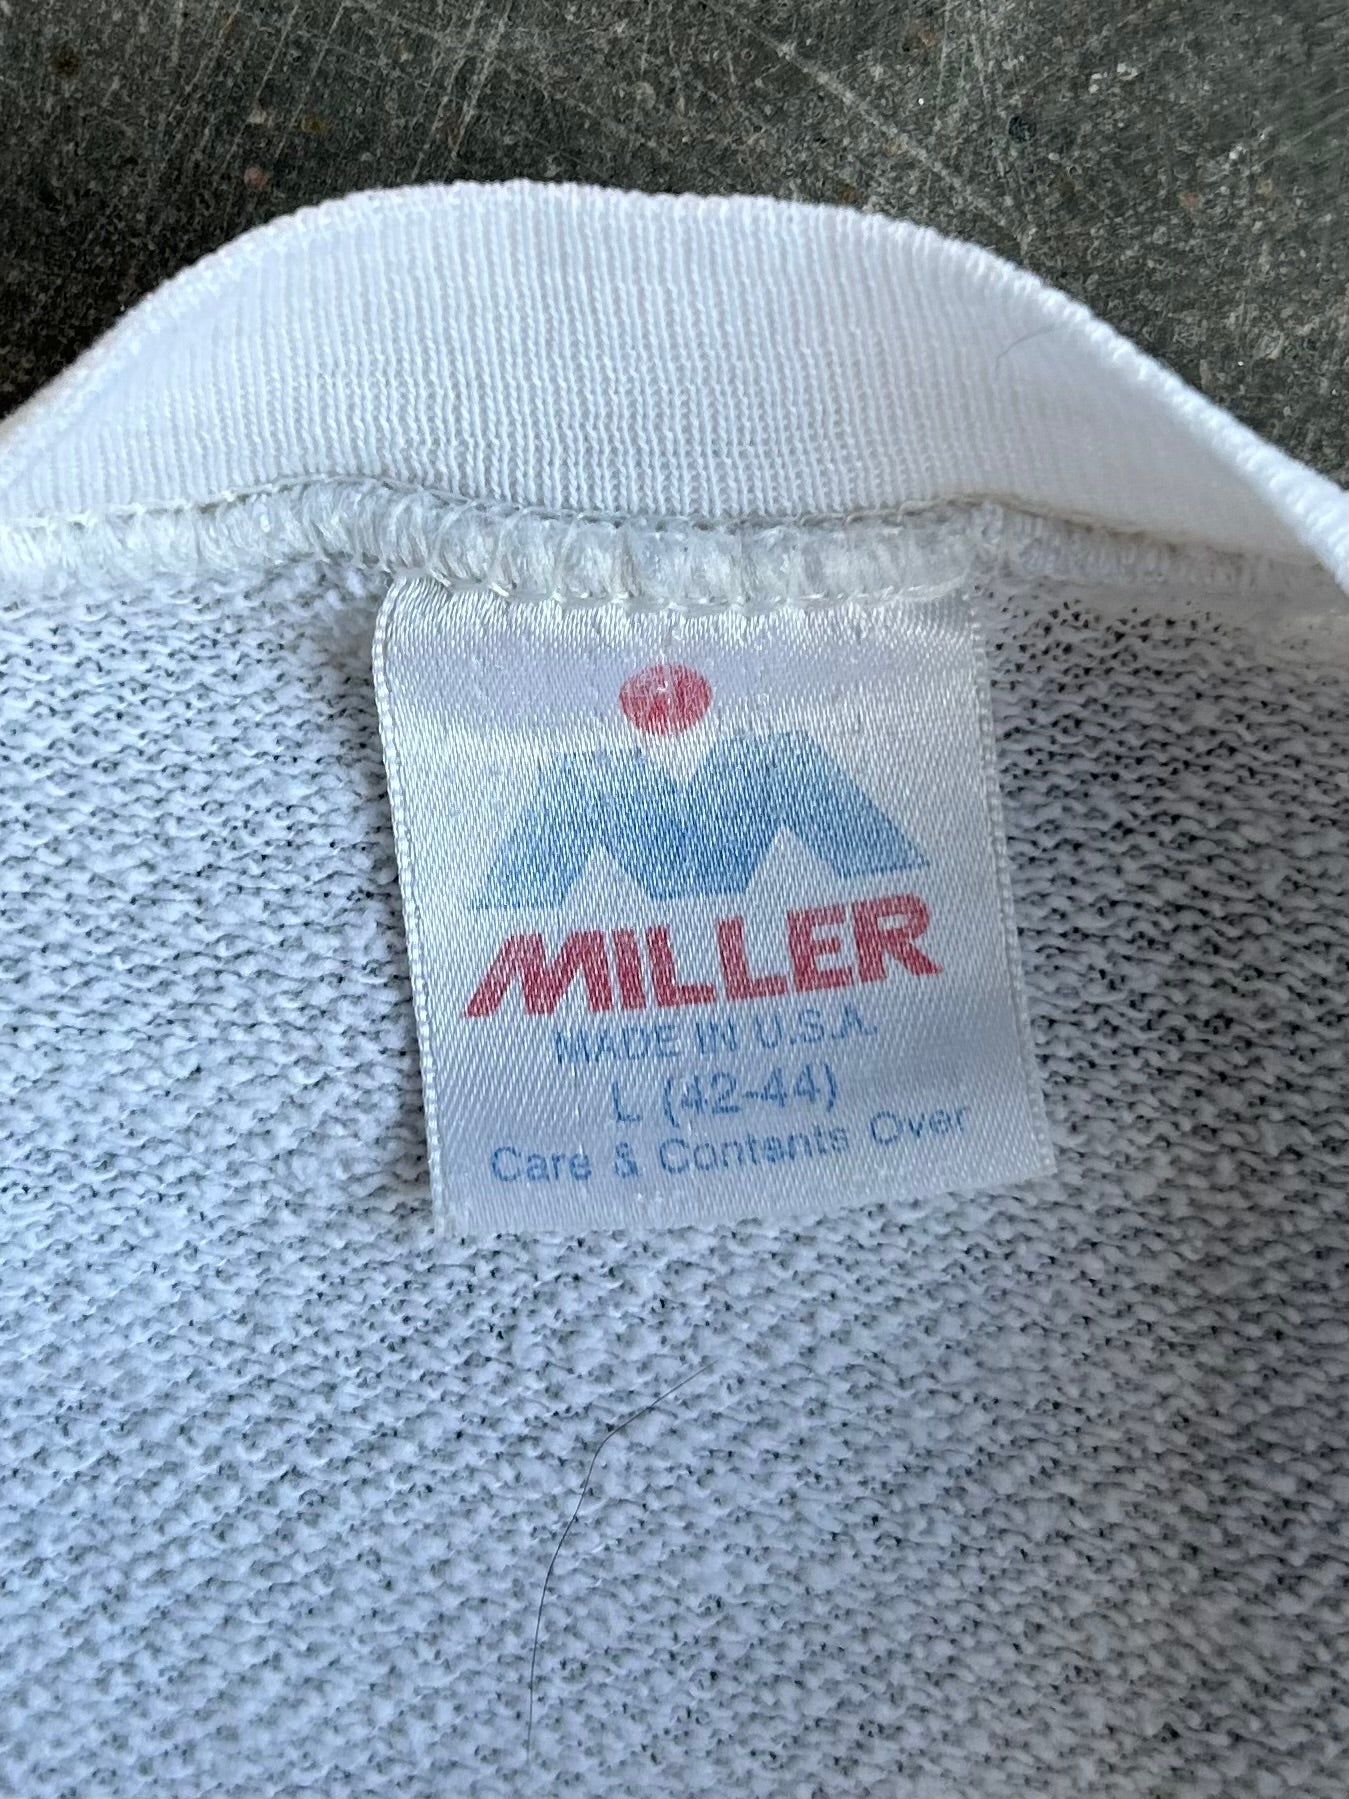 MILLER
MADE IN U.S.A.
L (42-44)
Care & Contents Over